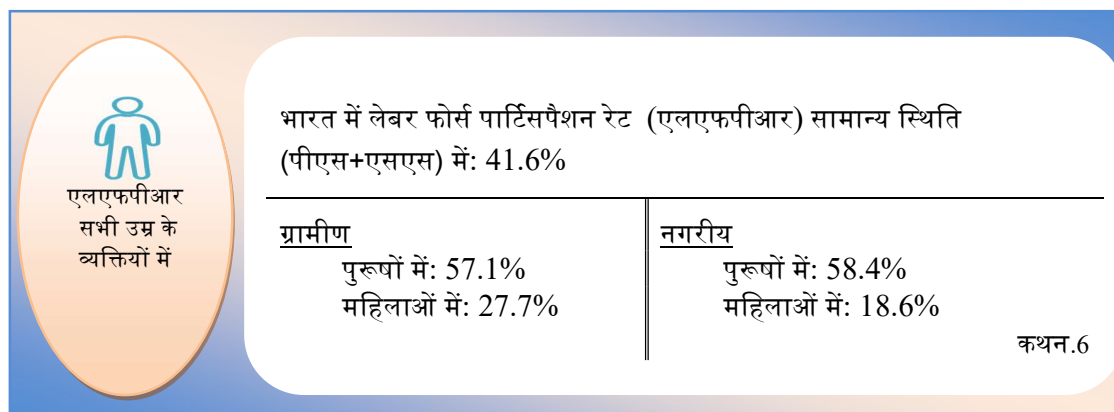 एलएफपीआर
सभी उम्र के
व्यक्तियों में
भारत में लेबर फोर्स पार्टिसपैशन रेट (एलएफपीआर) सामान्य स्थिति
(पीएस+एसएस) में: 41.6%
ग्रामीण
पुरूषों में: 57.1%
महिलाओं में: 27.7%
नगरीय
पुरूषों में: 58.4%
महिलाओं में: 18.6%
कथन.6